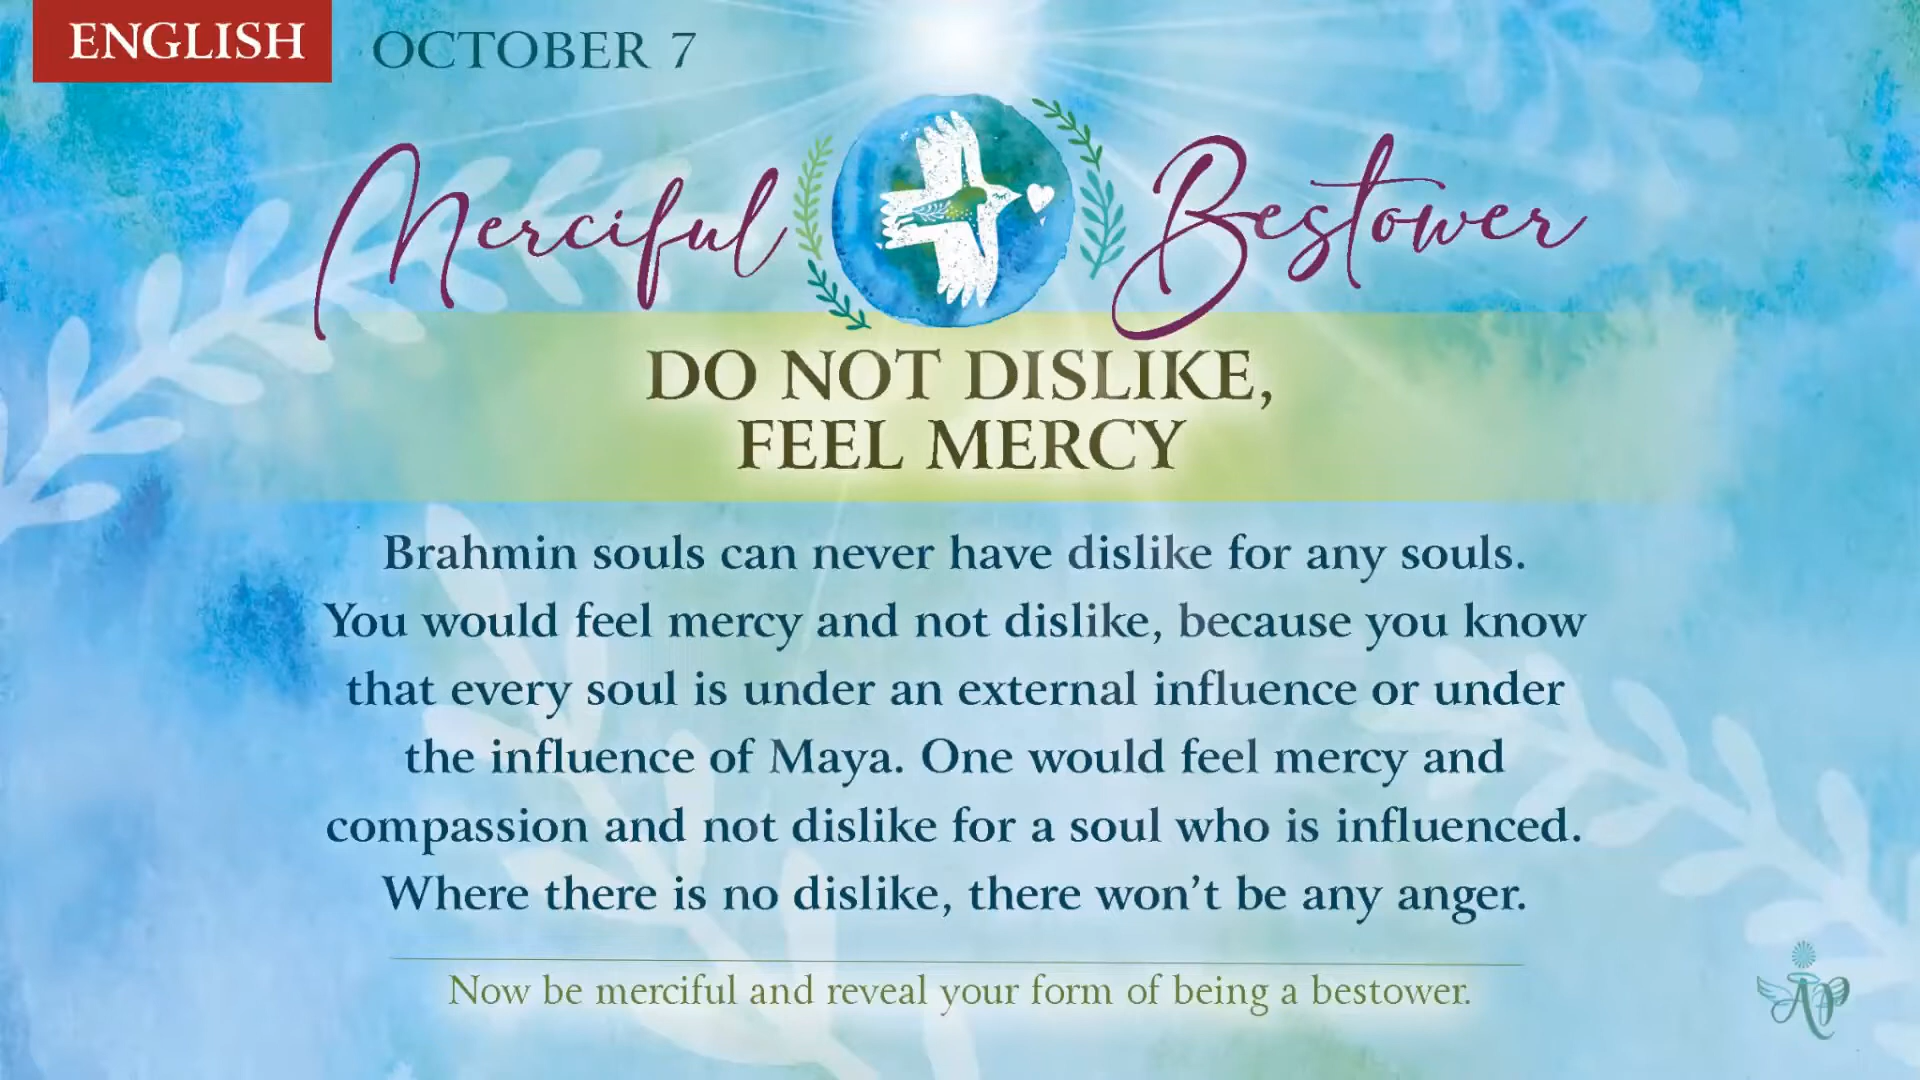 ENGLISH OCTOBER 7
Merciful Bestower
DO NOT DISLIKE,
FEEL MERCY
Brahmin souls can never have dislike for any souls.
You would feel mercy and not dislike, because you know
that every soul is under an external influence or under
the influence of Maya. One would feel mercy and
compassion and not dislike for a soul who is influenced.
Where there is no dislike, there won’t be any anger.
Now be merciful and reveal your form of being a bestower.